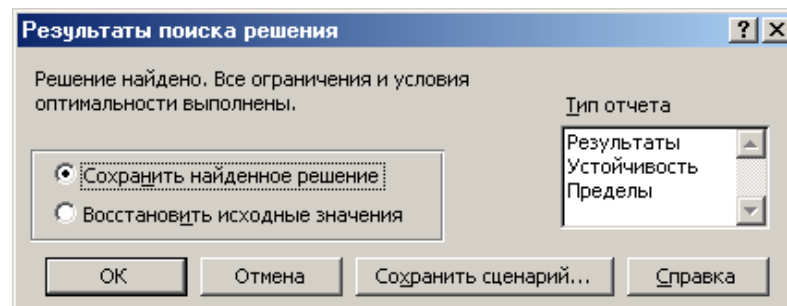 Результаты поиска решения
Решение найдено. Все ограничения и условия
оптимальности выполнены.
Тип отчета
Результаты
Устойчивость
Пределы
Сохранить найденное решение
Восстановить исходные значения
ОК
Отмена
Сохранить сценарий...
Справка